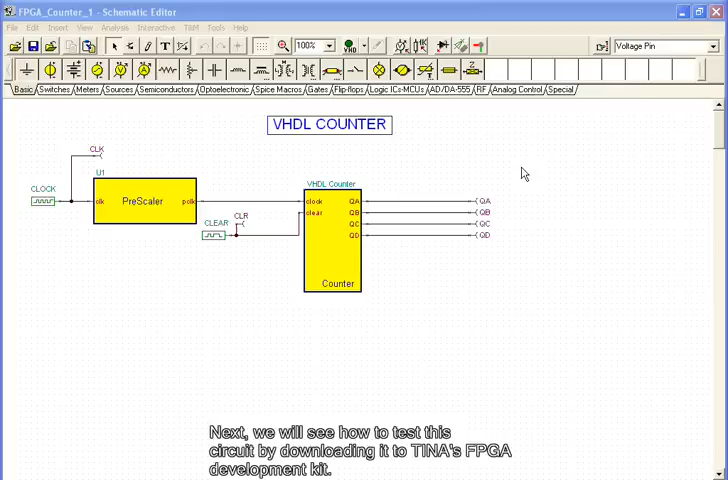 FPGA_Counter_1 - Schematic Editor
File Edit Insert View Analysis Interactive T&M Tools Help
100%
Voltage Pin
Basic Switches Meters Sources Semiconductors Optoelectronic Spice Macros Gates Flip-flops Logic ICs-MCUs AD/DA-555 RF Analog Control Special
VHDL COUNTER
CLK
U1
CLOCK
clk PreScaler pclk
VHDL Counter
clock QA QA
CLEAR CLR
clear QB QB
QC QC
QD QD
Counter
Next, we will see how to test this
circuit by downloading it to TINA's FPGA
development kit.